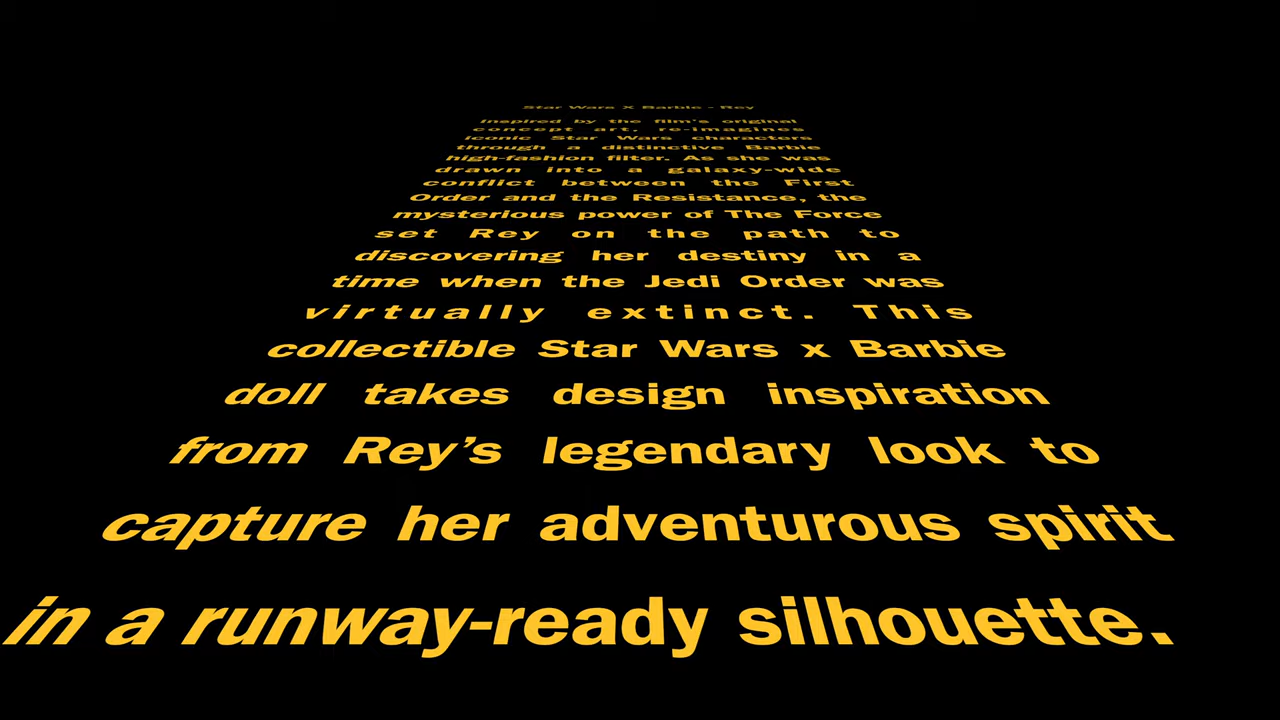 Star Wars X Barbie - Rey
Inspired by the film's original
concept art, re-imagines
iconic Star Wars characters
through a distinctive Barbie
high-fashion filter. As she was
drawn into a galaxy-wide
conflict between the First
Order and the Resistance, the
mysterious power of The Force
set Rey on the path to
discovering her destiny in a
time when the Jedi Order was
virtually extinct. This
collectible Star Wars x Barbie
doll takes design inspiration
from Rey’s legendary look to
capture her adventurous spirit
in a runway-ready silhouette.